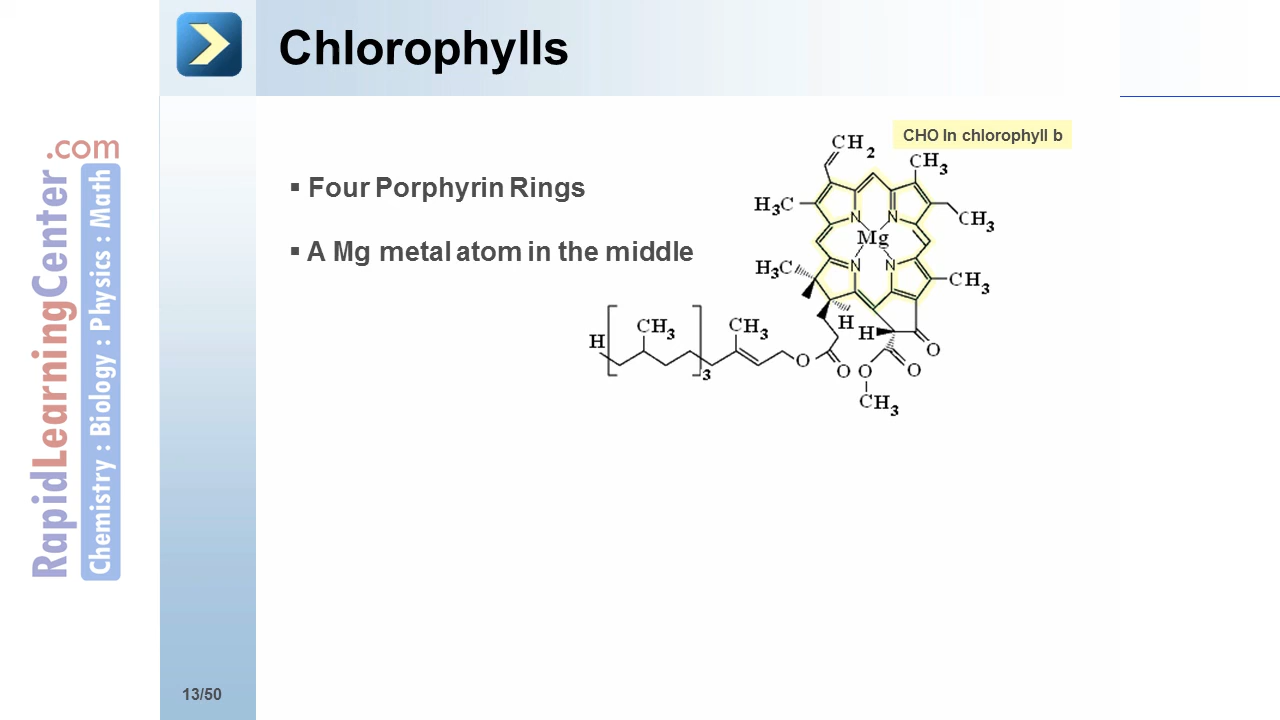 Chlorophylls
▪ Four Porphyrin Rings
▪ A Mg metal atom in the middle
CHO In chlorophyll b
CH2
CH3
H3C
N N
CH3
Mg
H3C
N N
CH3
H
CH3
3
CH3
O
O
H
H
O
O
O
CH3
RapidLearningCenter.com
Chemistry : Biology : Physics : Math
13/50